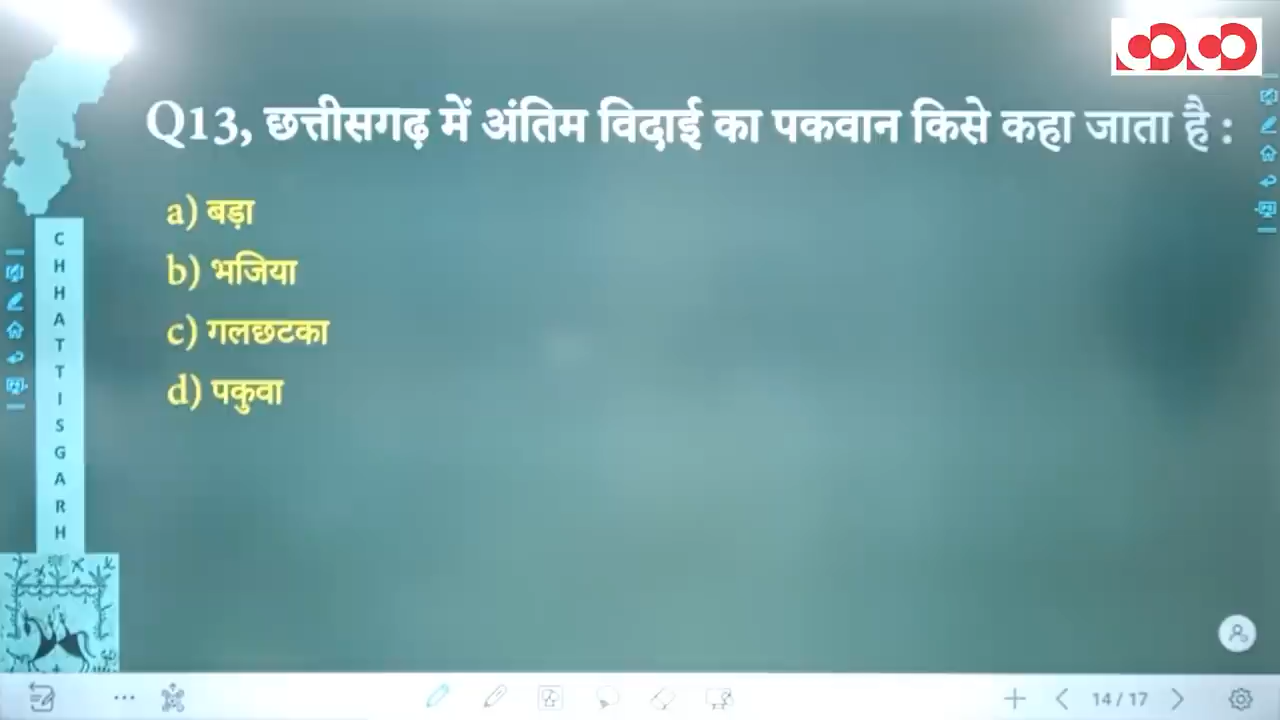 Q13, छत्तीसगढ़ में अंतिम विदाई का पकवान किसे कहा जाता है :
a) बड़ा
b) भजिया
c) गलछटका
d) पकुवा
CHHATTISGARH
14 / 17